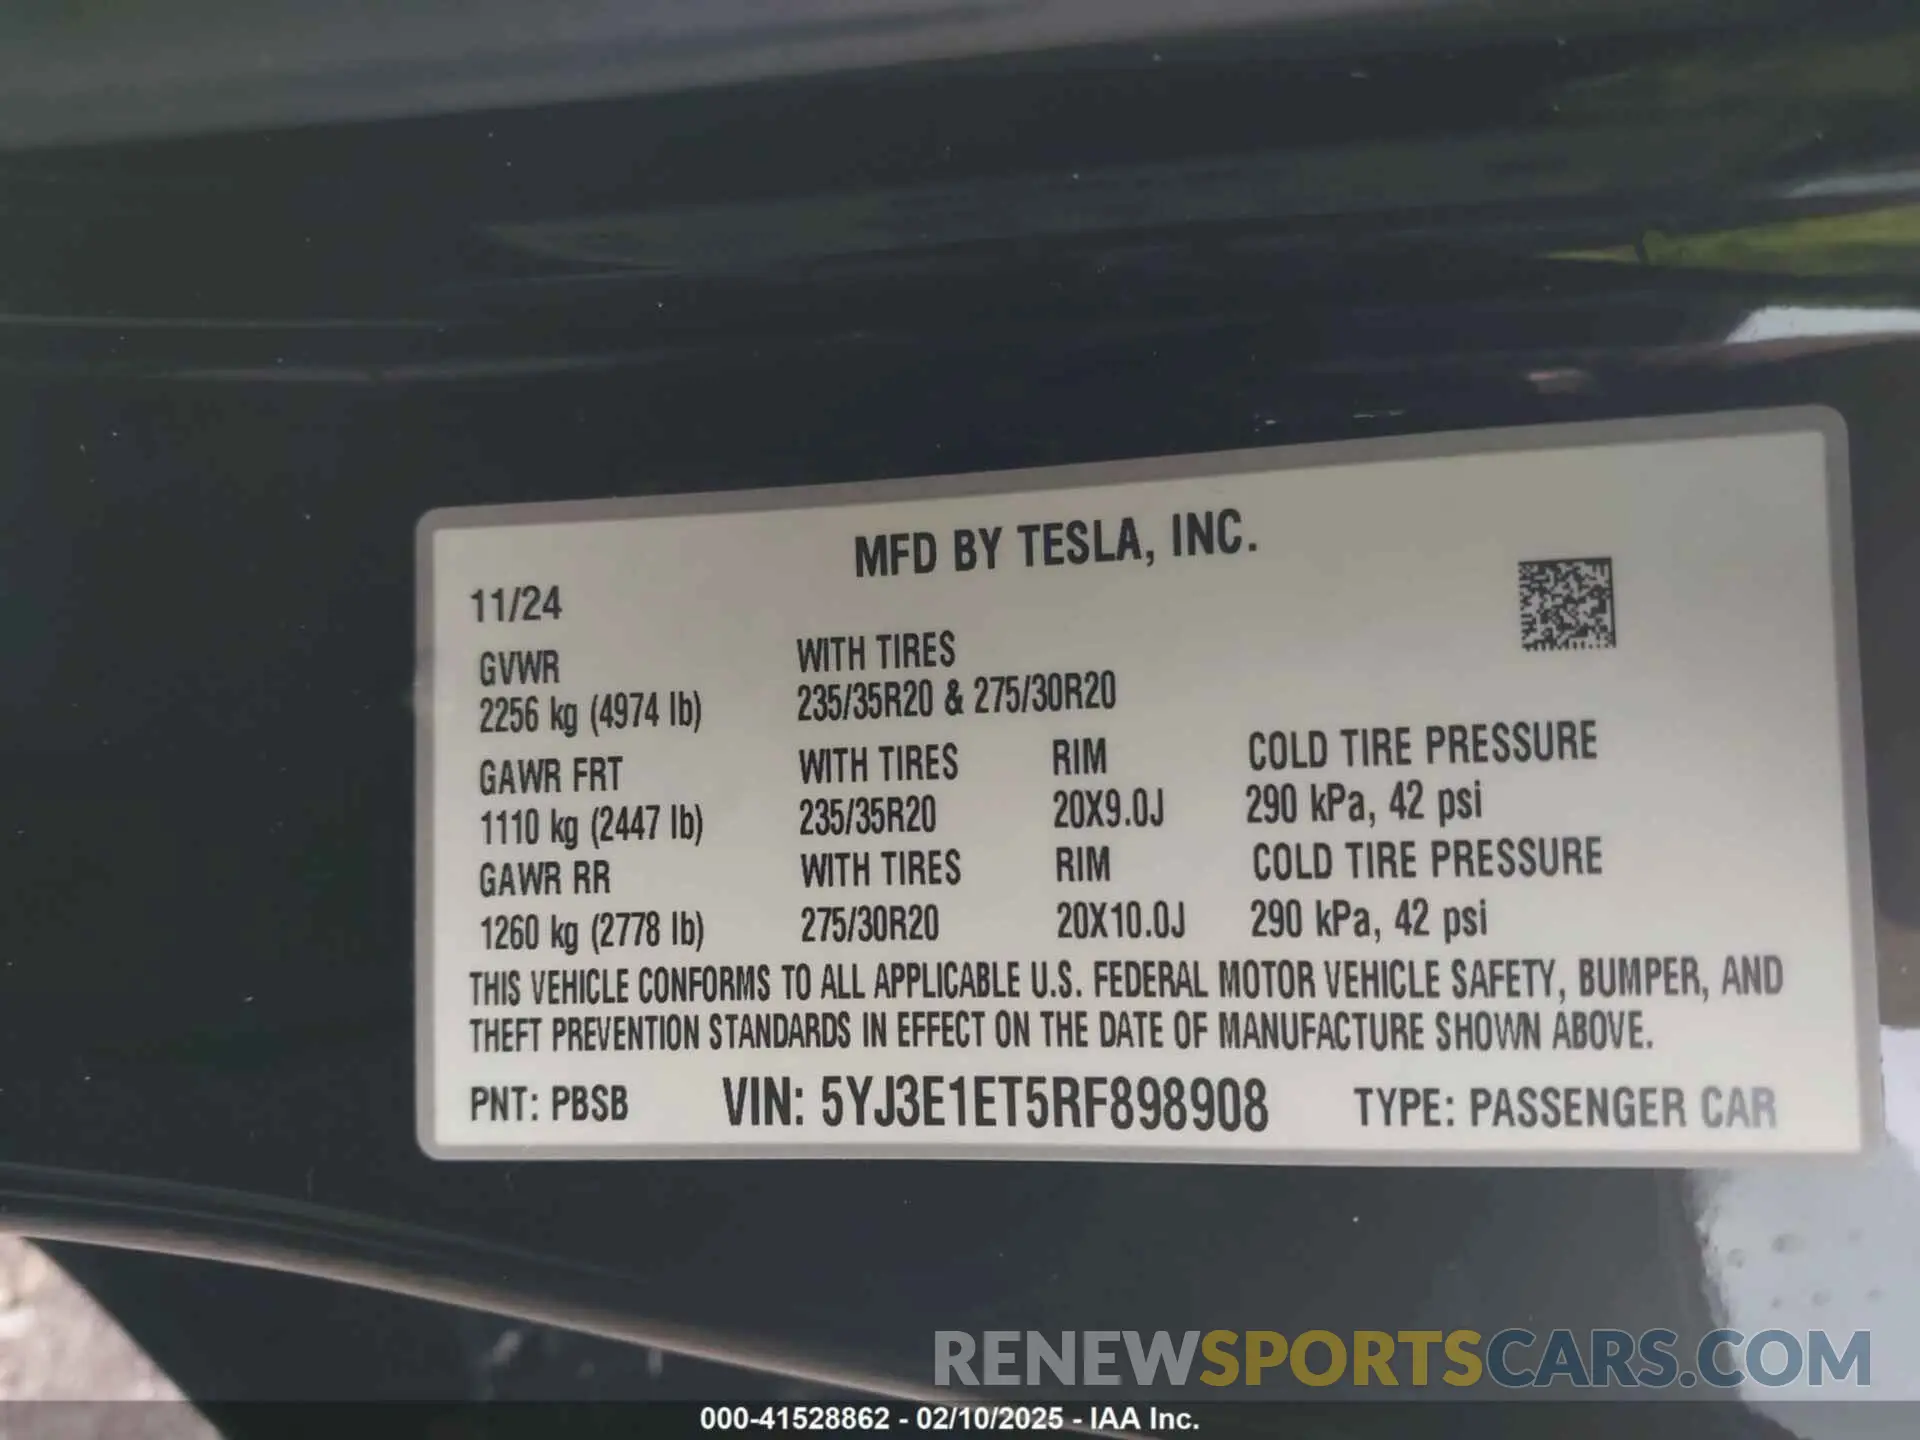 MFD BY TESLA, INC.
11/24
GVWR WITH TIRES
2256 kg (4974 lb) 235/35R20 & 275/30R20
GAWR FRT WITH TIRES RIM COLD TIRE PRESSURE
1110 kg (2447 lb) 235/35R20 20X9.0J 290 kPa, 42 psi
GAWR RR WITH TIRES RIM COLD TIRE PRESSURE
1260 kg (2778 lb) 275/30R20 20X10.0J 290 kPa, 42 psi
THIS VEHICLE CONFORMS TO ALL APPLICABLE U.S. FEDERAL MOTOR VEHICLE SAFETY, BUMPER, AND
THEFT PREVENTION STANDARDS IN EFFECT ON THE DATE OF MANUFACTURE SHOWN ABOVE.
PNT: PBSB VIN: 5YJ3E1ET5RF898908 TYPE: PASSENGER CAR
RENEWSPORTSCARS.COM
000-41528862 - 02/10/2025 - IAA Inc.